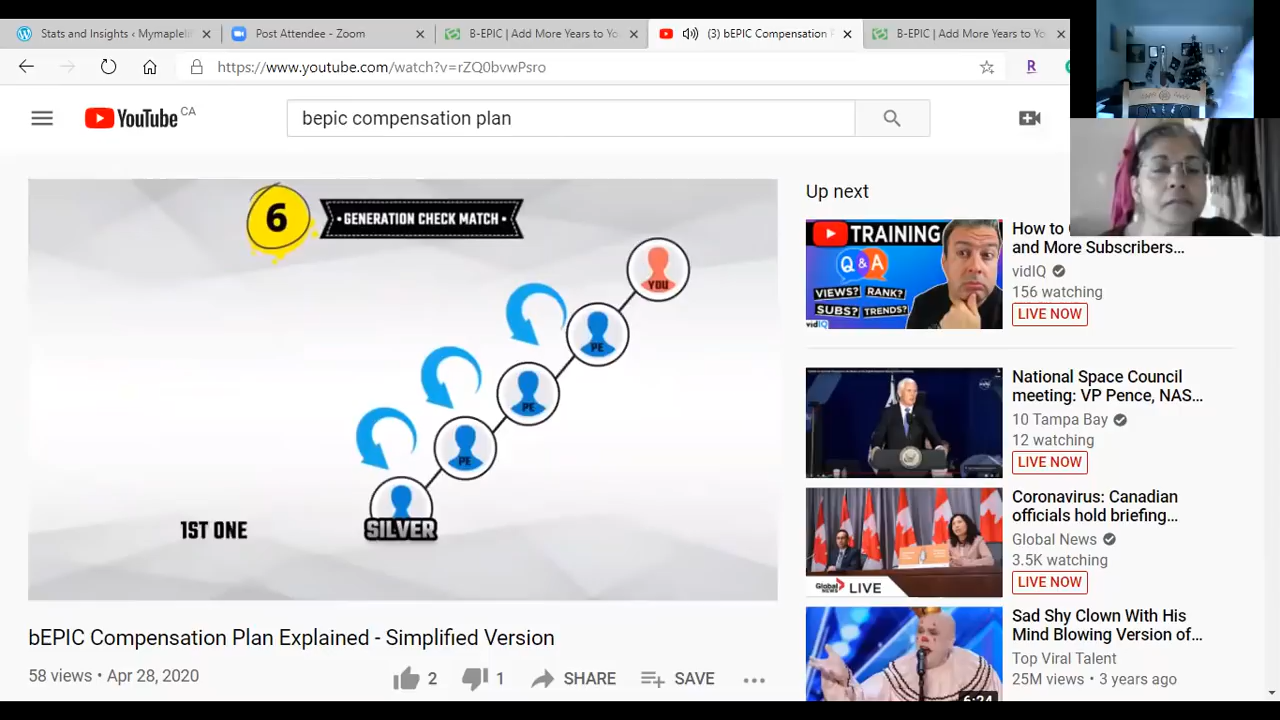 Stats and Insights ‹ Mymaplel
Post Attendee - Zoom
B-EPIC | Add More Years to Yo
(3) bEPIC Compensation
B-EPIC | Add More Years to Yo
https://www.youtube.com/watch?v=rZQ0bvwPsro
R
YouTube CA
bepic compensation plan
6
• GENERATION CHECK MATCH •
YOU
PE
PE
PE
1ST ONE
SILVER
bEPIC Compensation Plan Explained - Simplified Version
58 views • Apr 28, 2020
2
1
SHARE
SAVE
Up next
TRAINING
Q&A
VIEWS? RANK?
SUBS? TRENDS?
vidIQ
How to
and More Subscribers...
vidIQ
156 watching
LIVE NOW
National Space Council
meeting: VP Pence, NAS...
10 Tampa Bay
12 watching
LIVE NOW
Global
NEWS
LIVE
Coronavirus: Canadian
officials hold briefing...
Global News
3.5K watching
LIVE NOW
Sad Shy Clown With His
Mind Blowing Version of...
Top Viral Talent
25M views • 3 years ago
6:24